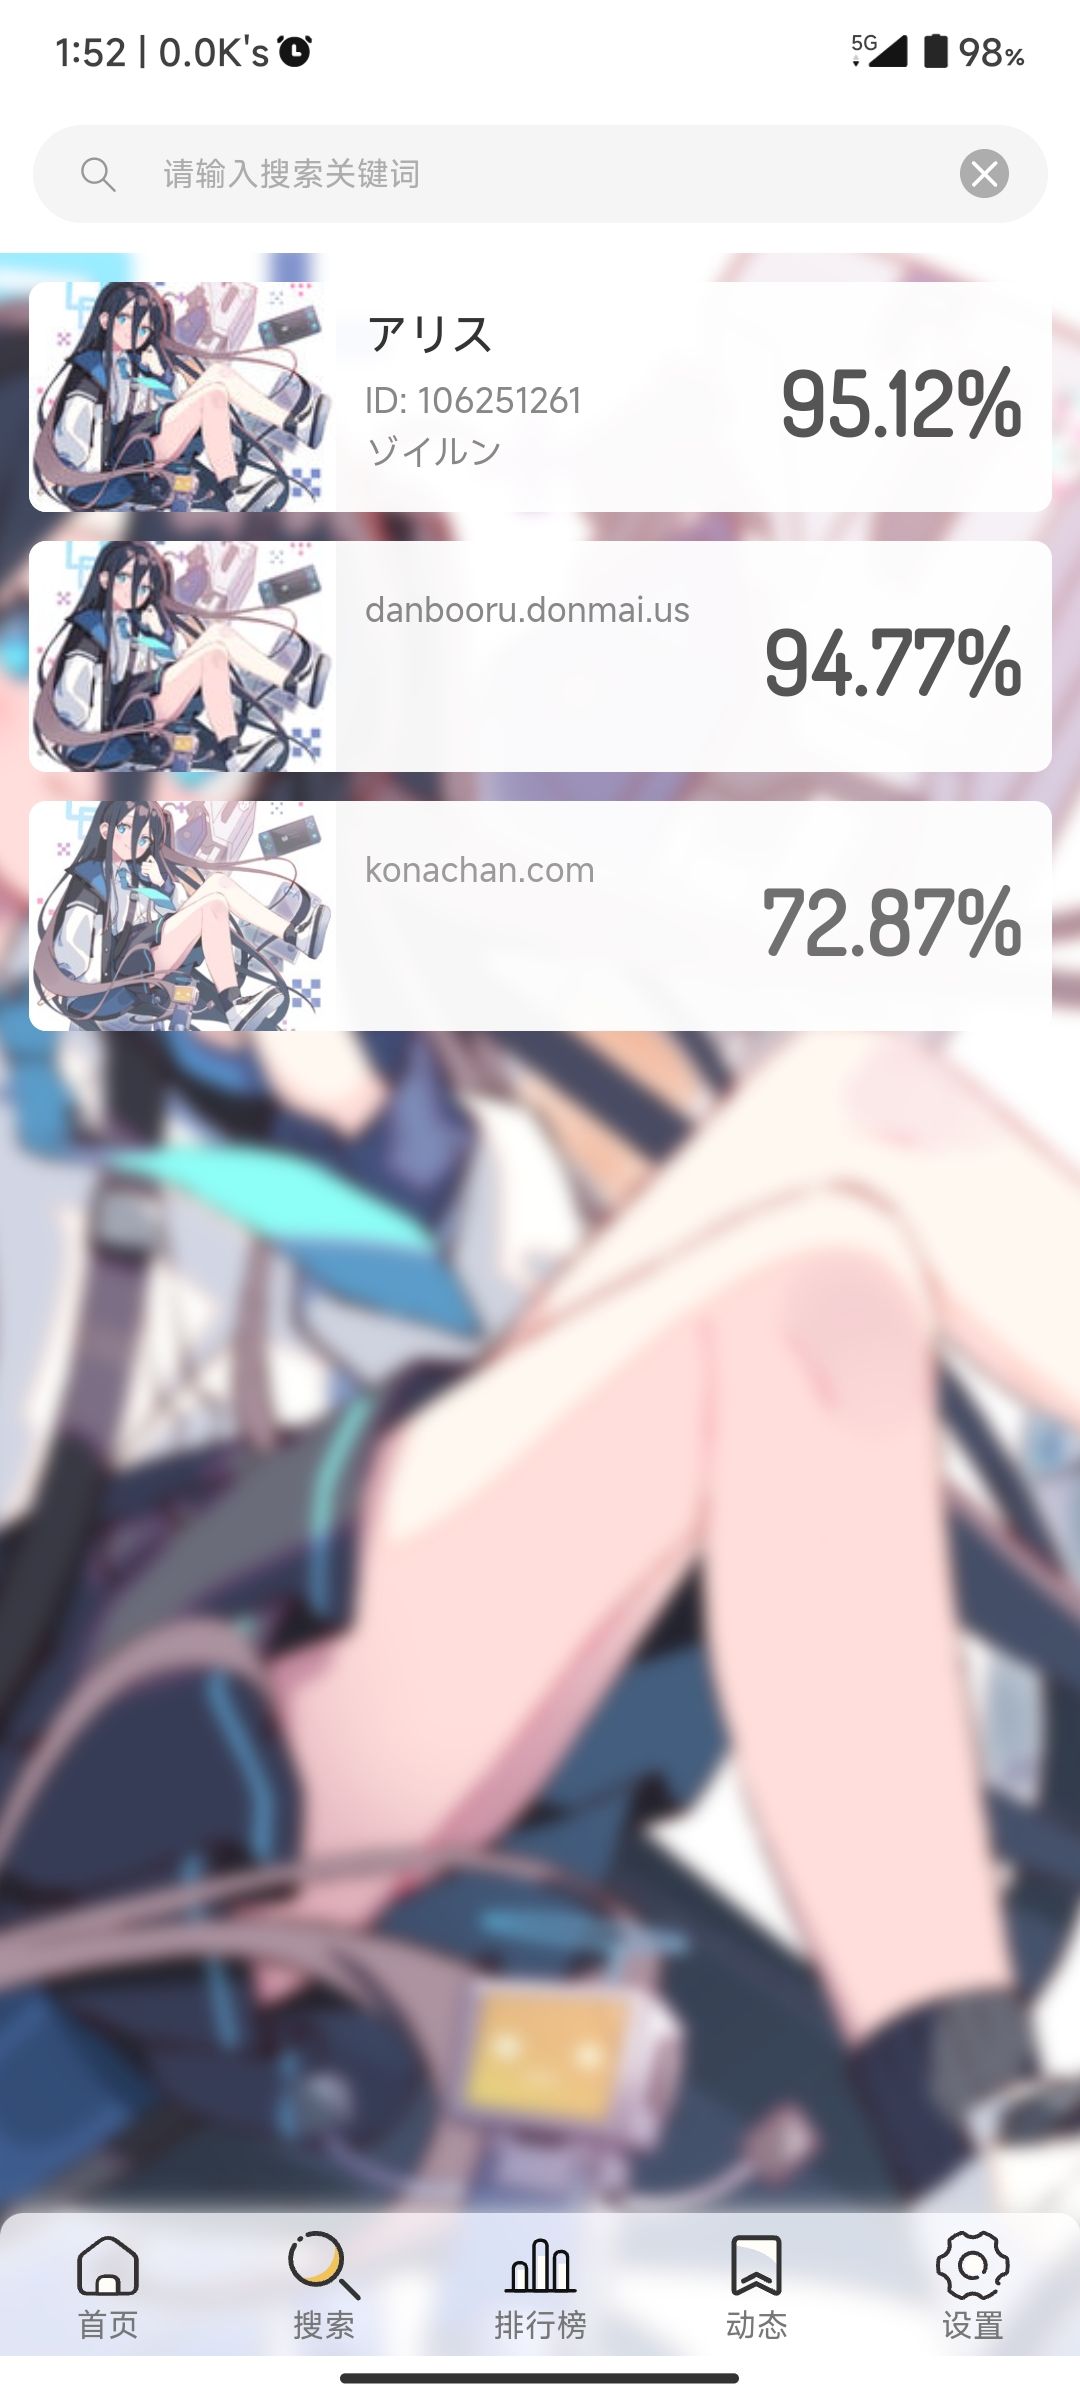 1:52 | 0.0K's
5G
98%
请输入搜索关键词
アリス
ID: 106251261
ゾイルン
95.12%
danbooru.donmai.us
94.77%
konachan.com
72.87%
首页
搜索
排行榜
动态
设置